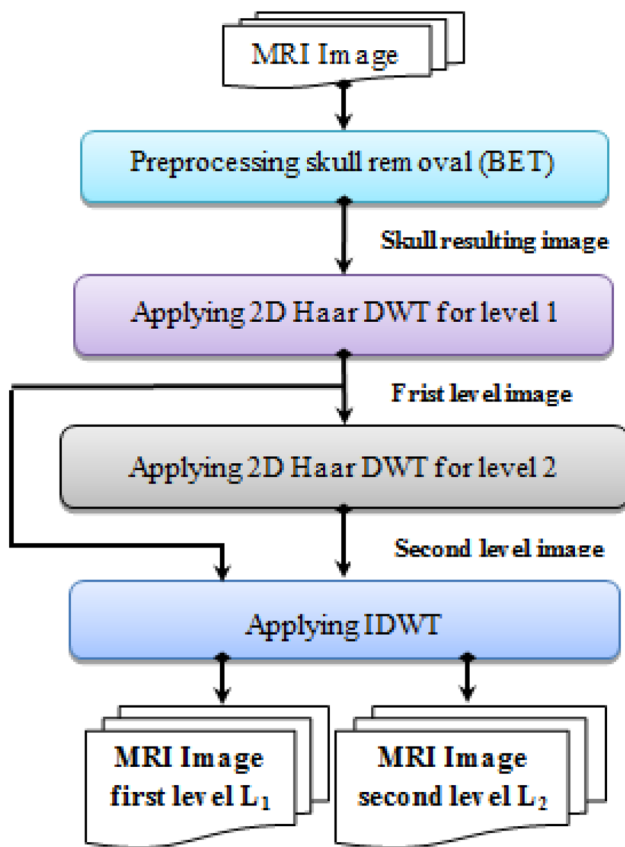 MRI Image
Preprocessing skull removal (BET)
Skull resulting image
Applying 2D Haar DWT for level 1
Frist level image
Applying 2D Haar DWT for level 2
Second level image
Applying IDWT
MRI Image
first level L₁
MRI Image
second level L₂